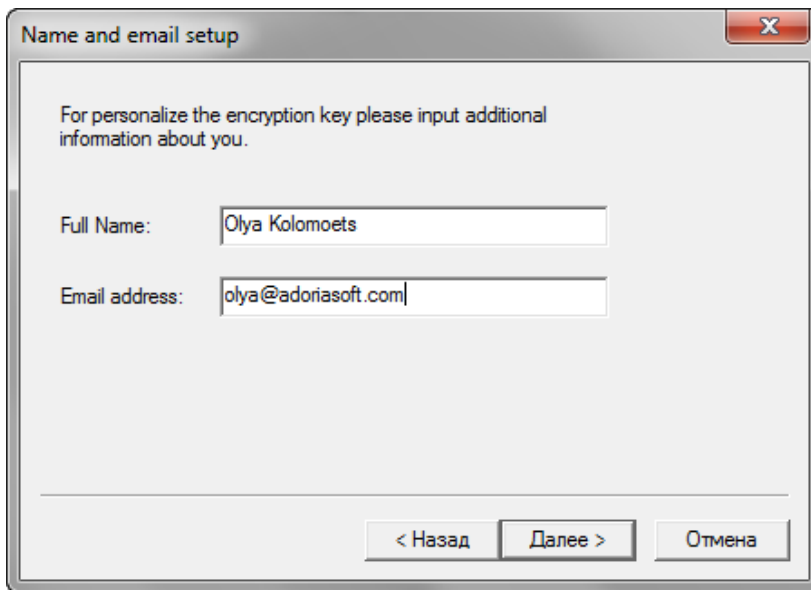 Name and email setup
For personalize the encryption key please input additional
information about you.
Full Name: Olya Kolomoets
Email address: olya@adoriasoft.com
< Назад Далее > Отмена